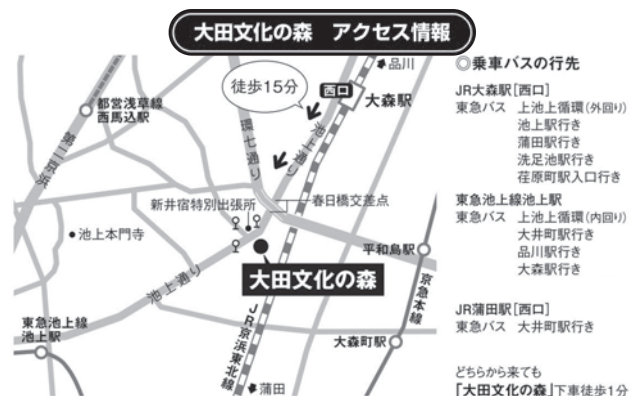 大田文化の森 アクセス情報
品川
徒歩15分
西口
大森駅
都営浅草線
西馬込駅
第二京浜
環七通り
池上通り
新井宿特別出張所
春日橋交差点
池上本門寺
大田文化の森
平和島駅
池上通り
京急本線
JR京浜東北線
東急池上線
池上駅
大森町駅
蒲田
◎乗車バスの行先
JR大森駅[西口]
東急バス 上池上循環(外回り)
池上駅行き
蒲田駅行き
洗足池駅行き
荏原町駅入口行き
東急池上線池上駅
東急バス 上池上循環(内回り)
大井町駅行き
品川駅行き
大森駅行き
JR蒲田駅[西口]
東急バス 大井町駅行き
どちらから来ても
「大田文化の森」下車徒歩1分